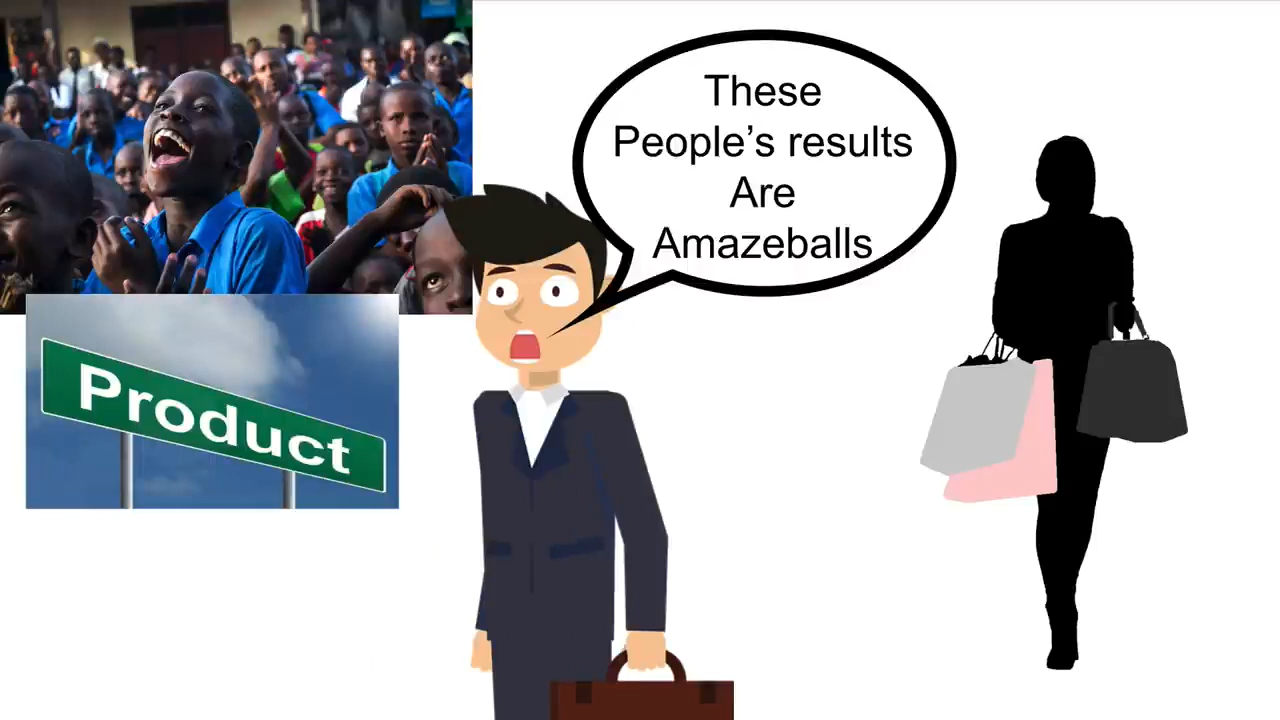 These
People’s results
Are
Amazeballs
Product